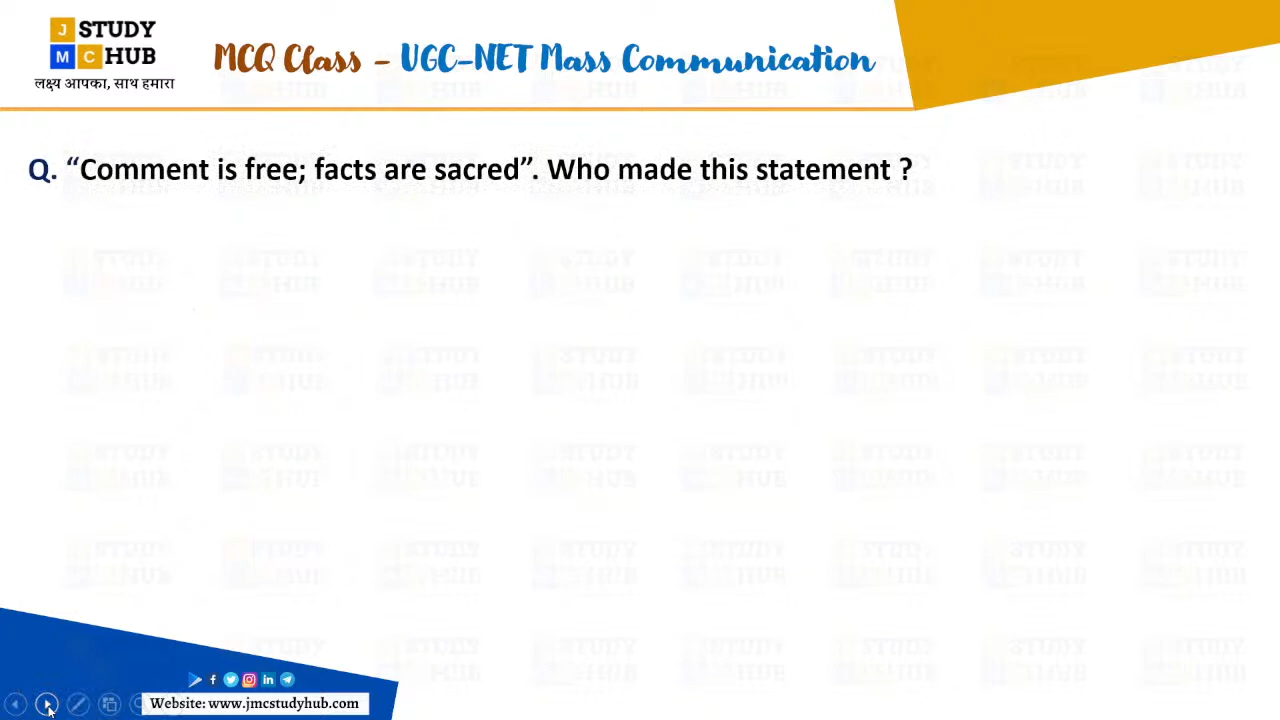 J STUDY
MC HUB
लक्ष्य आपका, साथ हमारा
MCQ Class - UGC-NET Mass Communication
Q. “Comment is free; facts are sacred”. Who made this statement ?
Website: www.jmcstudyhub.com